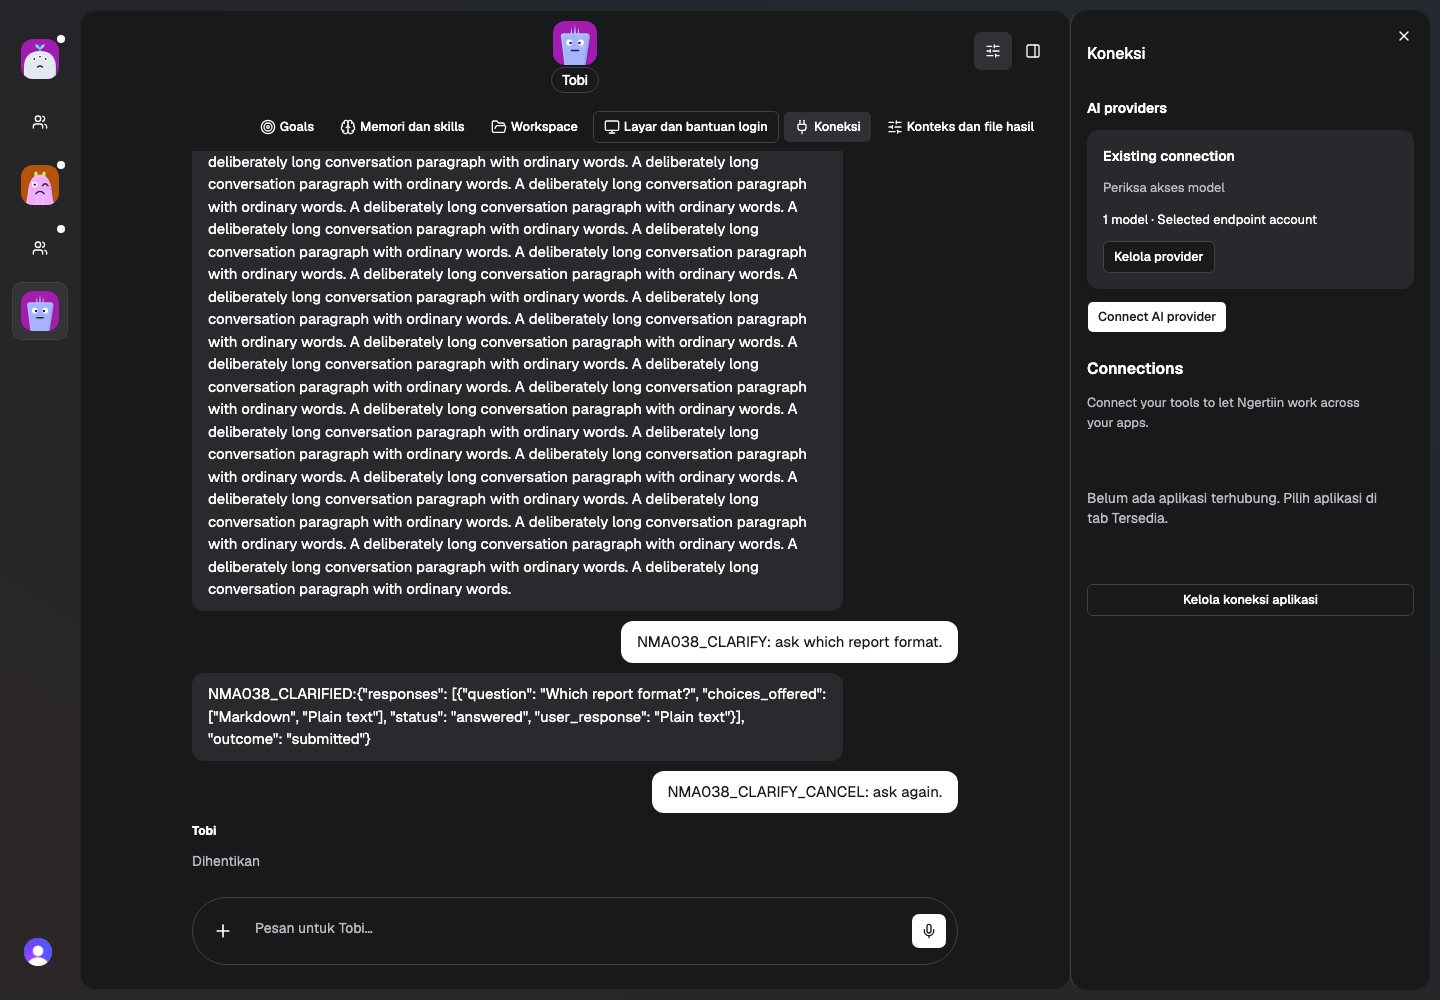 Tobi
Goals
Memori dan skills
Workspace
Layar dan bantuan login
Koneksi
Konteks dan file hasil
deliberately long conversation paragraph with ordinary words. A deliberately long
conversation paragraph with ordinary words. A deliberately long conversation paragraph
with ordinary words. A deliberately long conversation paragraph with ordinary words. A
deliberately long conversation paragraph with ordinary words. A deliberately long
conversation paragraph with ordinary words. A deliberately long conversation paragraph
with ordinary words. A deliberately long conversation paragraph with ordinary words. A
deliberately long conversation paragraph with ordinary words. A deliberately long
conversation paragraph with ordinary words. A deliberately long conversation paragraph
with ordinary words. A deliberately long conversation paragraph with ordinary words. A
deliberately long conversation paragraph with ordinary words. A deliberately long
conversation paragraph with ordinary words. A deliberately long conversation paragraph
with ordinary words. A deliberately long conversation paragraph with ordinary words. A
deliberately long conversation paragraph with ordinary words. A deliberately long
conversation paragraph with ordinary words. A deliberately long conversation paragraph
with ordinary words. A deliberately long conversation paragraph with ordinary words. A
deliberately long conversation paragraph with ordinary words. A deliberately long
conversation paragraph with ordinary words. A deliberately long conversation paragraph
with ordinary words. A deliberately long conversation paragraph with ordinary words. A
deliberately long conversation paragraph with ordinary words. A deliberately long
conversation paragraph with ordinary words.
NMA038_CLARIFY: ask which report format.
NMA038_CLARIFIED:{"responses": [{"question": "Which report format?", "choices_offered":
["Markdown", "Plain text"], "status": "answered", "user_response": "Plain text"}],
"outcome": "submitted"}
NMA038_CLARIFY_CANCEL: ask again.
Tobi
Dihentikan
Pesan untuk Tobi...
Koneksi
AI providers
Existing connection
Periksa akses model
1 model · Selected endpoint account
Kelola provider
Connect AI provider
Connections
Connect your tools to let Ngertiin work across
your apps.
Belum ada aplikasi terhubung. Pilih aplikasi di
tab Tersedia.
Kelola koneksi aplikasi